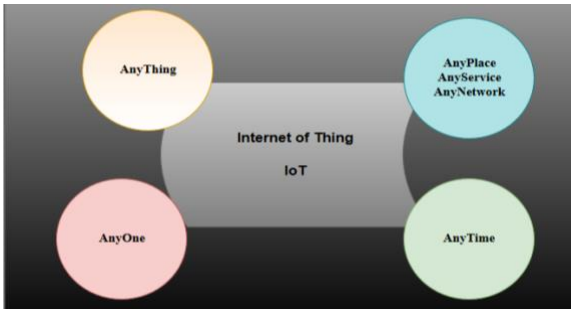 AnyThing
AnyPlace
AnyService
AnyNetwork
Internet of Thing
IoT
AnyOne
AnyTime